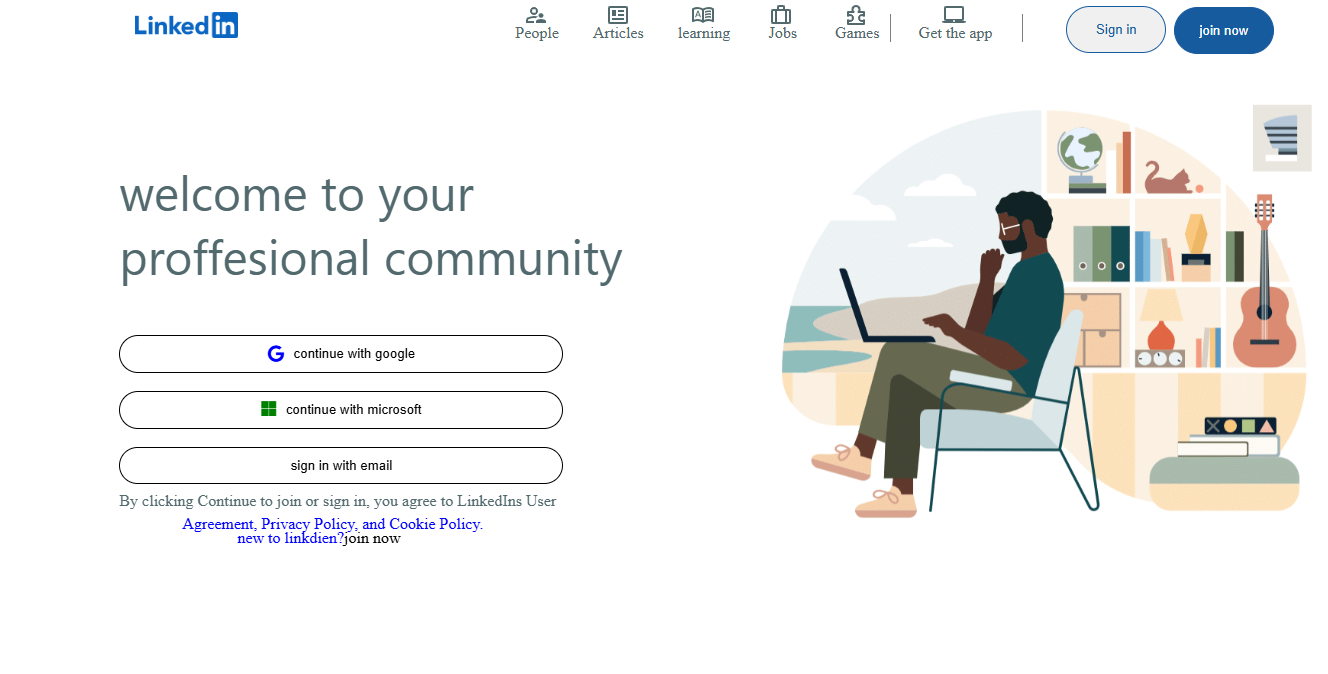 Linkedin
People Articles learning Jobs Games Get the app Sign in join now
welcome to your
proffesional community
continue with google
continue with microsoft
sign in with email
By clicking Continue to join or sign in, you agree to LinkedIns User
Agreement, Privacy Policy, and Cookie Policy.
new to linkdien?join now